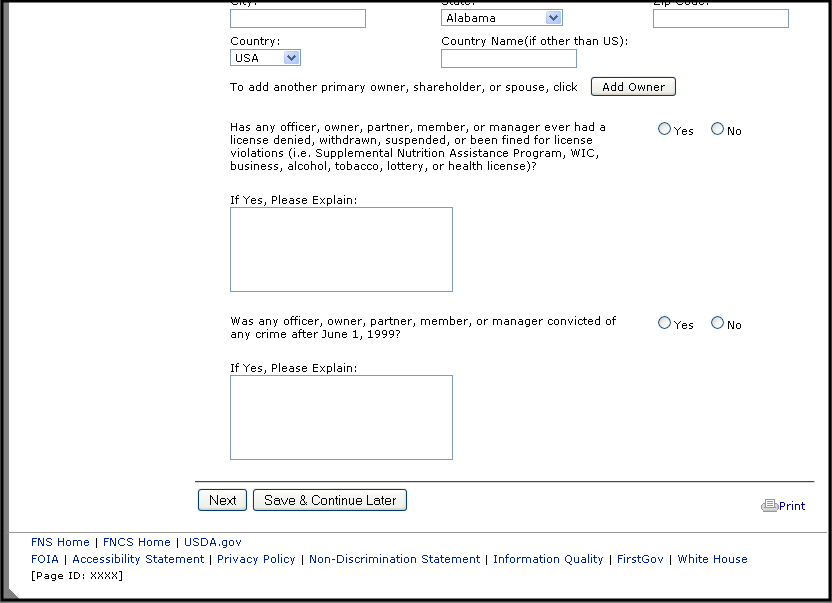 City:
State:
Zip Code:
Alabama
Country:
Country Name(if other than US):
USA
To add another primary owner, shareholder, or spouse, click
Add Owner
Has any officer, owner, partner, member, or manager ever had a
license denied, withdrawn, suspended, or been fined for license
violations (i.e. Supplemental Nutrition Assistance Program, WIC,
business, alcohol, tobacco, lottery, or health license)?
Yes No
If Yes, Please Explain:
Was any officer, owner, partner, member, or manager convicted of
any crime after June 1, 1999?
Yes No
If Yes, Please Explain:
Next Save & Continue Later
Print
FNS Home | FNCS Home | USDA.gov
FOIA | Accessibility Statement | Privacy Policy | Non-Discrimination Statement | Information Quality | FirstGov | White House
[Page ID: XXXX]